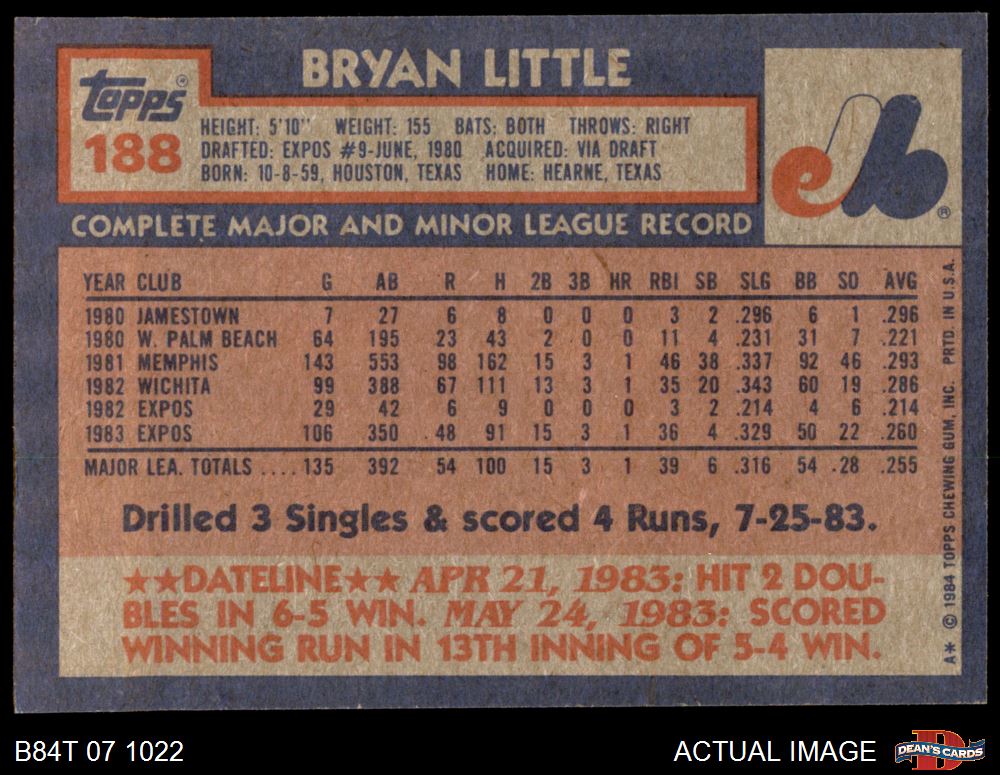 BRYAN LITTLE
Topps®
188
HEIGHT: 5'10" WEIGHT: 155 BATS: BOTH THROWS: RIGHT
DRAFTED: EXPOS #9-JUNE, 1980 ACQUIRED: VIA DRAFT
BORN: 10-8-59, HOUSTON, TEXAS HOME: HEARNE, TEXAS
eb®
COMPLETE MAJOR AND MINOR LEAGUE RECORD
YEAR CLUB G AB R H 2B 3B HR RBI SB SLG BB SO AVG
1980 JAMESTOWN 7 27 6 8 0 0 0 3 2 .296 6 1 .296
1980 W. PALM BEACH 64 195 23 43 2 0 0 11 4 .231 31 7 .221
1981 MEMPHIS 143 553 98 162 15 3 1 46 38 .337 92 46 .293
1982 WICHITA 99 388 67 111 13 3 1 35 20 .343 60 19 .286
1982 EXPOS 29 42 6 9 0 0 0 3 2 .214 4 6 .214
1983 EXPOS 106 350 48 91 15 3 1 36 4 .329 50 22 .260
MAJOR LEA. TOTALS ....135 392 54 100 15 3 1 39 6 .316 54 28 .255
Drilled 3 Singles & scored 4 Runs, 7-25-83.
★★DATELINE★★ APR 21, 1983: HIT 2 DOU-
BLES IN 6-5 WIN. MAY 24, 1983: SCORED
WINNING RUN IN 13TH INNING OF 5-4 WIN.
A* © 1984 TOPPS CHEWING GUM, INC. PRTD. IN U.S.A.
B84T 07 1022
ACTUAL IMAGE
D
DEAN'S CARDS